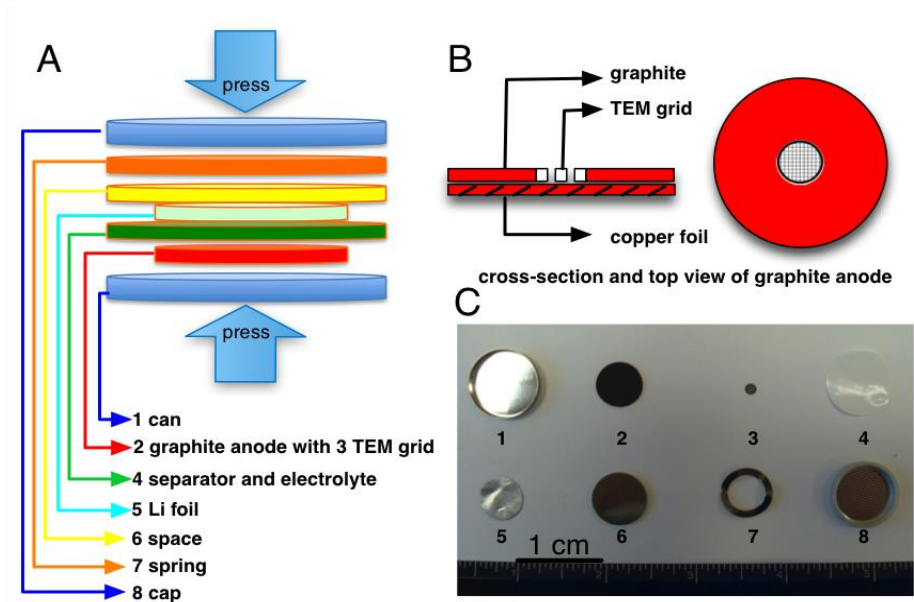 A
press
press
1 can
2 graphite anode with 3 TEM grid
4 separator and electrolyte
5 Li foil
6 space
7 spring
8 cap
B
graphite
TEM grid
copper foil
cross-section and top view of graphite anode
C
1 2 3 4
5 6 7 8
1 cm